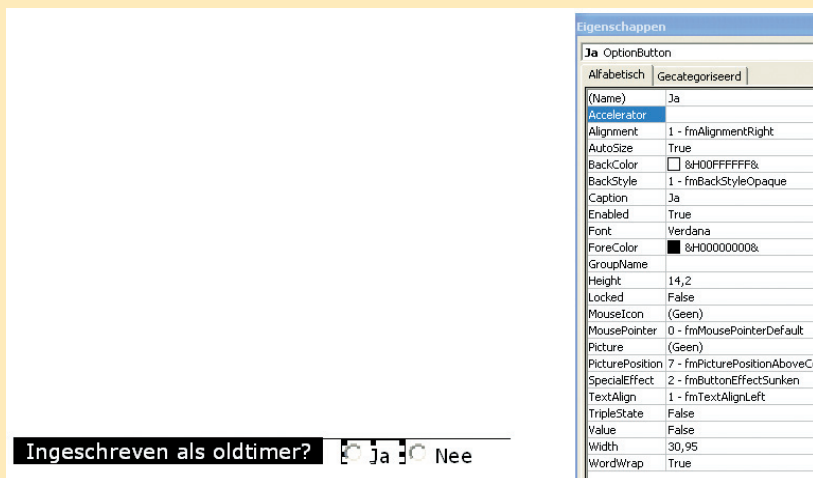 Eigenschappen
Ja OptionButton
Alfabetisch Gecategoriseerd
(Name) Ja
Accelerator
Alignment 1 - fmAlignmentRight
AutoSize True
BackColor &H00FFFFFF&
BackStyle 1 - fmBackStyleOpaque
Caption Ja
Enabled True
Font Verdana
ForeColor &H00000000&
GroupName
Height 14,2
Locked False
MouseIcon (Geen)
MousePointer 0 - fmMousePointerDefault
Picture (Geen)
PicturePosition 7 - fmPicturePositionAboveC
SpecialEffect 2 - fmButtonEffectSunken
TextAlign 1 - fmTextAlignLeft
TripleState False
Value False
Width 30,95
WordWrap True
Ingeschreven als oldtimer? Ja Nee